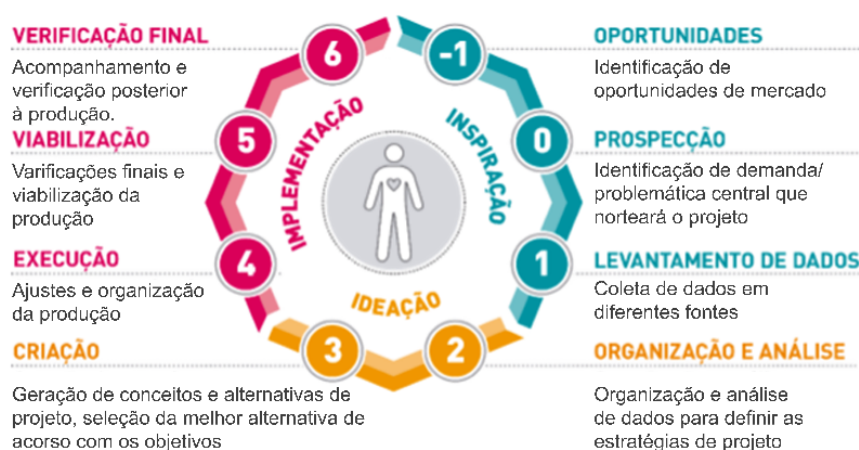 VERIFICAÇÃO FINAL
Acompanhamento e
verificação posterior
à produção.
VIABILIZAÇÃO
Varificações finais e
viabilização da
produção
EXECUÇÃO
Ajustes e organização
da produção
CRIAÇÃO
Geração de conceitos e alternativas de
projeto, seleção da melhor alternativa de
acorso com os objetivos
6
5
4
3
IMPLEMENTAÇÃO
IDEAÇÃO
INSPIRAÇÃO
-1
0
1
2
OPORTUNIDADES
Identificação de
oportunidades de mercado
PROSPECÇÃO
Identificação de demanda/
problemática central que
norteará o projeto
LEVANTAMENTO DE DADOS
Coleta de dados em
diferentes fontes
ORGANIZAÇÃO E ANÁLISE
Organização e análise
de dados para definir as
estratégias de projeto